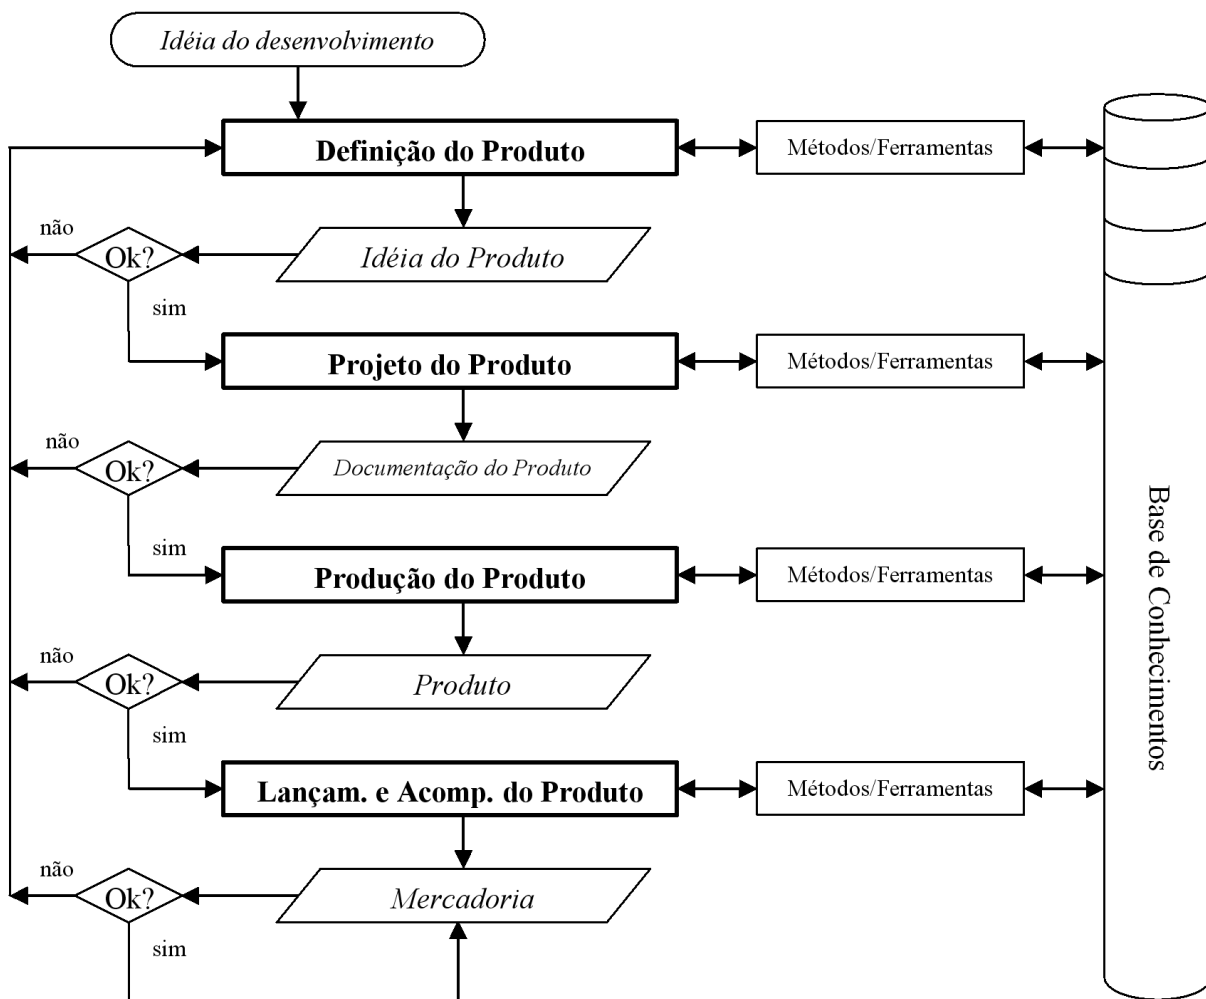 Idéia do desenvolvimento
Definição do Produto
Métodos/Ferramentas
não
Ok?
Idéia do Produto
sim
Projeto do Produto
Métodos/Ferramentas
não
Ok?
Documentação do Produto
sim
Produção do Produto
Métodos/Ferramentas
não
Ok?
Produto
sim
Lançam. e Acomp. do Produto
Métodos/Ferramentas
não
Ok?
Mercadoria
sim
Base de Conhecimentos